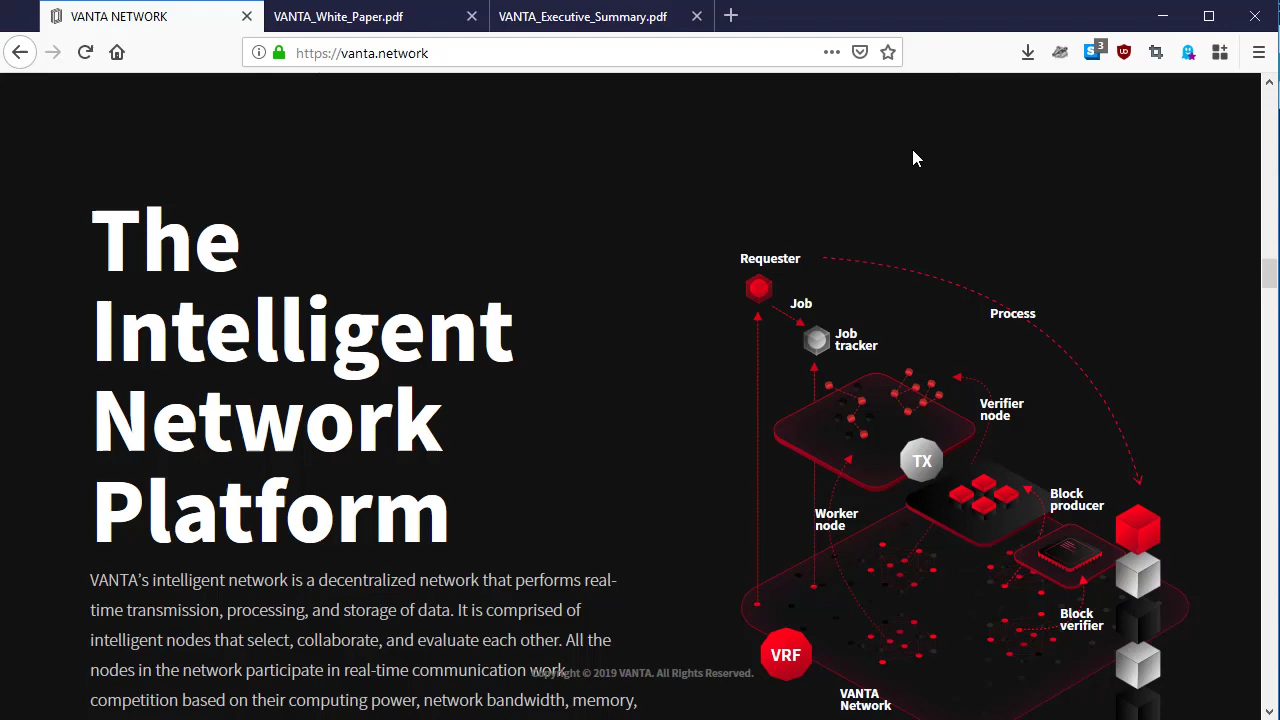 VANTA NETWORK
VANTA_White_Paper.pdf
VANTA_Executive_Summary.pdf
https://vanta.network
3
The
Intelligent
Network
Platform
VANTA's intelligent network is a decentralized network that performs real-
time transmission, processing, and storage of data. It is comprised of
intelligent nodes that select, collaborate, and evaluate each other. All the
nodes in the network participate in real-time communication work
competition based on their computing power, network bandwidth, memory,
Copyright © 2019 VANTA. All Rights Reserved.
Requester
Job
Job
tracker
Process
Verifier
node
TX
Block
producer
Worker
node
Block
verifier
VRF
VANTA
Network